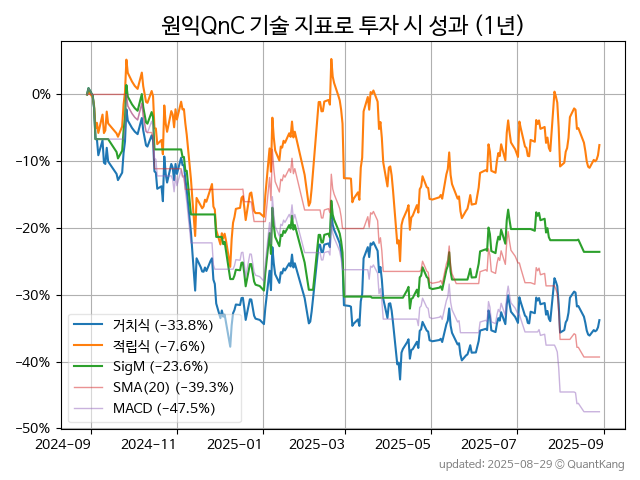 원익QnC 기술 지표로 투자 시 성과 (1년)
0%
−10%
−20%
−30%
−40%
−50%
거치식 (−33.8%)
적립식 (−7.6%)
SigM (−23.6%)
SMA(20) (−39.3%)
MACD (−47.5%)
2024-09 2024-11 2025-01 2025-03 2025-05 2025-07 2025-09
updated: 2025-08-29 © QuantKang